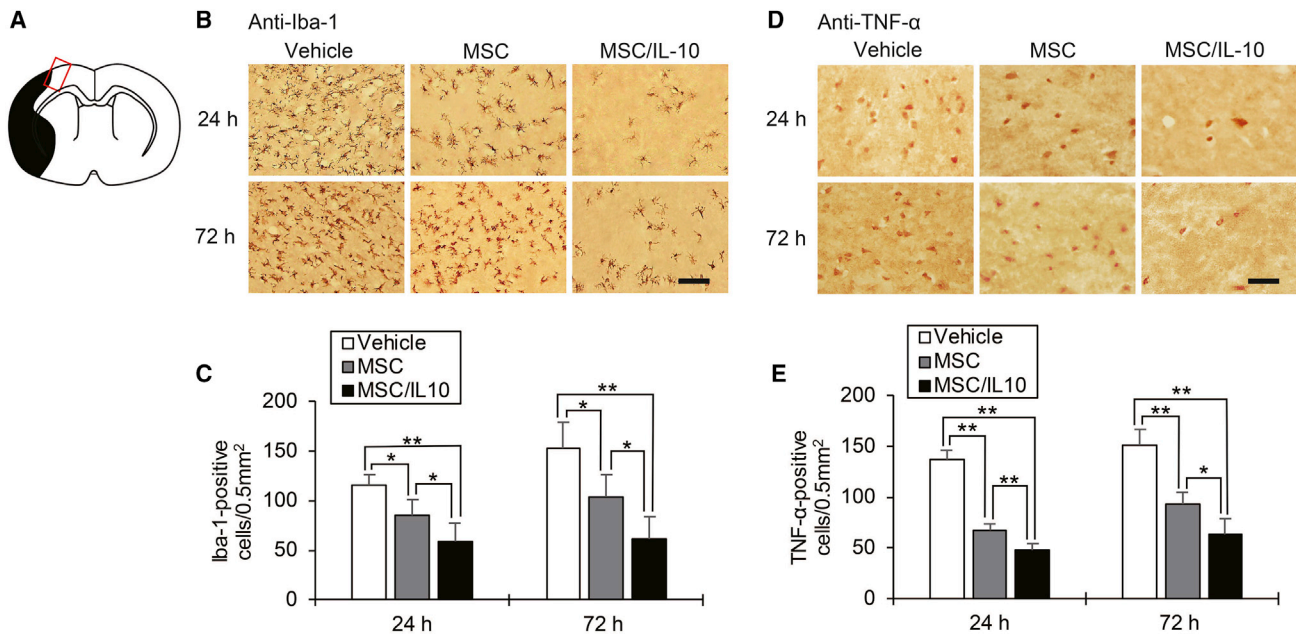 A
B
Anti-Iba-1
Vehicle
MSC
MSC/IL-10
24 h
72 h
D
Anti-TNF-α
Vehicle
MSC
MSC/IL-10
24 h
72 h
C
Vehicle
MSC
MSC/IL10
Iba-1-positive
cells/0.5mm²
200
150
100
50
0
**
*
*
**
*
*
24 h
72 h
E
Vehicle
MSC
MSC/IL10
TNF-α-positive
cells/0.5mm²
200
150
100
50
0
**
**
**
**
**
*
24 h
72 h